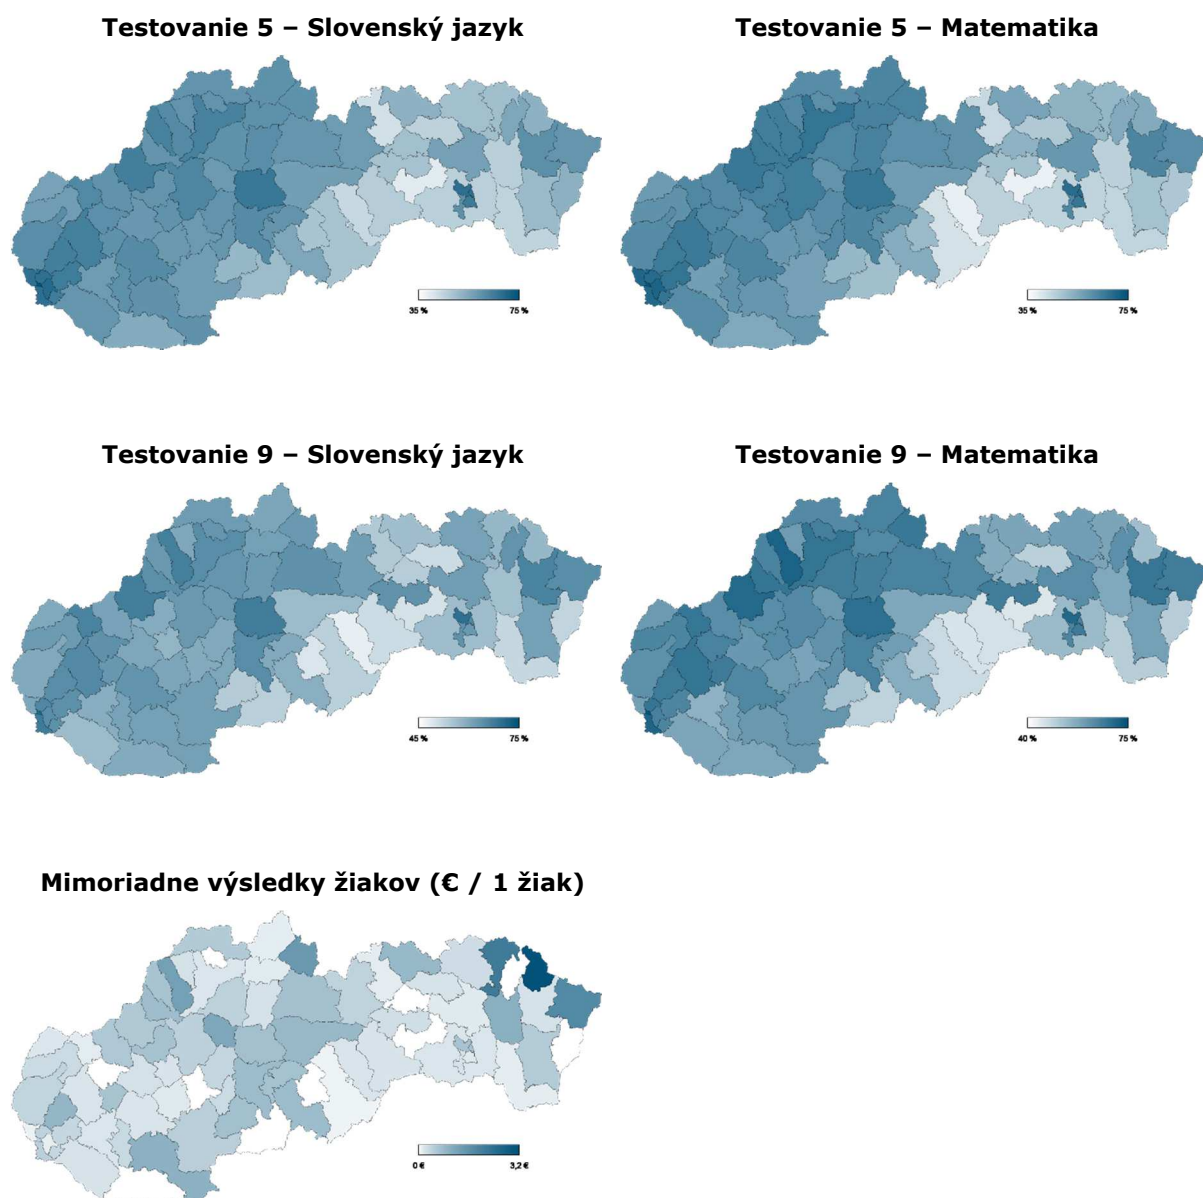 Testovanie 5 – Slovenský jazyk
Testovanie 5 – Matematika
35 %
75 %
35 %
75 %
Testovanie 9 – Slovenský jazyk
Testovanie 9 – Matematika
45 %
75 %
40 %
75 %
Mimoriadne výsledky žiakov (€ / 1 žiak)
0 €
3,2 €